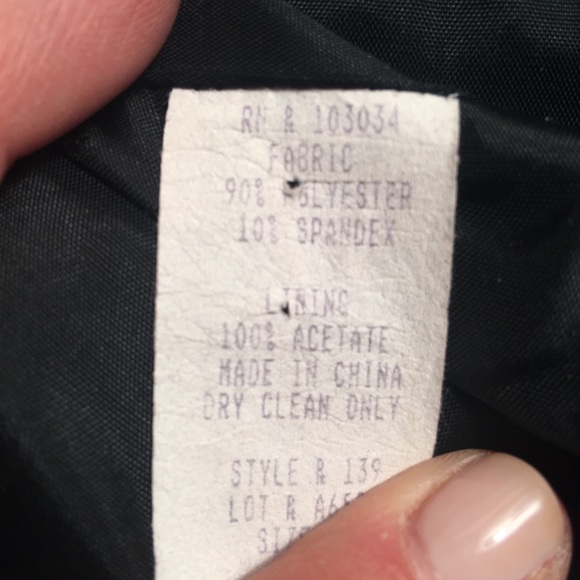 RN R 103034
FABRIC
90% POLYESTER
10% SPANDEX
LINING
100% ACETATE
MADE IN CHINA
DRY CLEAN ONLY
STYLE R 139
LOT R